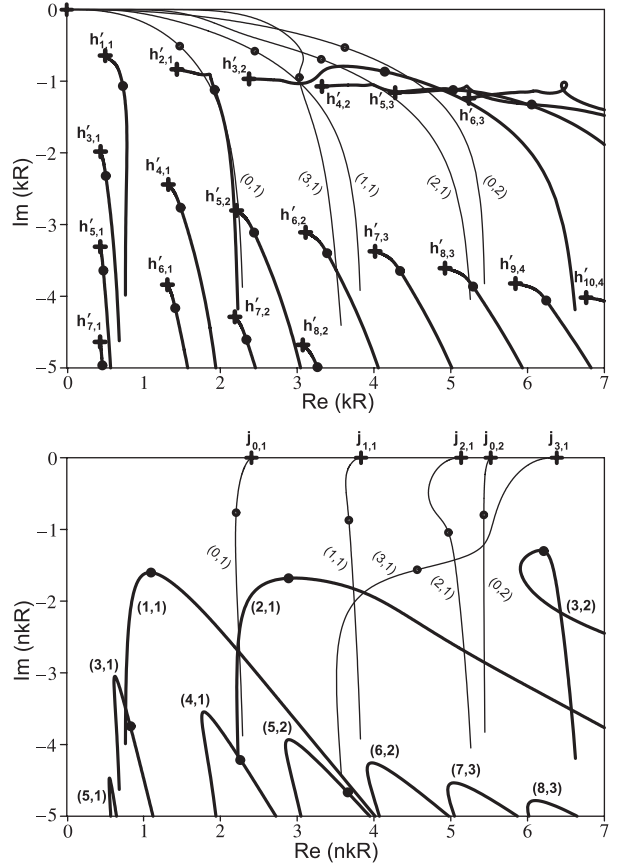 0
h′1,1
h′2,1
h′3,2
h′4,2
h′5,3
h′6,3
−1
h′3,1
−2
h′4,1
h′5,2
(0,1)
(3,1)
(1,1)
(2,1)
(0,2)
Im (kR)
h′5,1
−3
h′6,1
h′6,2
h′7,3
h′8,3
h′9,4
h′10,4
h′7,1
−4
h′7,2
h′8,2
−5
0 1 2 3 4 5 6 7
Re (kR)
j0,1 j1,1 j2,1 j0,2 j3,1
0
−1
(0,1)
(1,1)
(3,1)
(2,1)
(0,2)
−2
(1,1)
(2,1)
(3,2)
Im (nkR)
−3
(3,1)
(4,1)
(5,2)
−4
(6,2)
(7,3)
(8,3)
(5,1)
−5
0 1 2 3 4 5 6 7
Re (nkR)